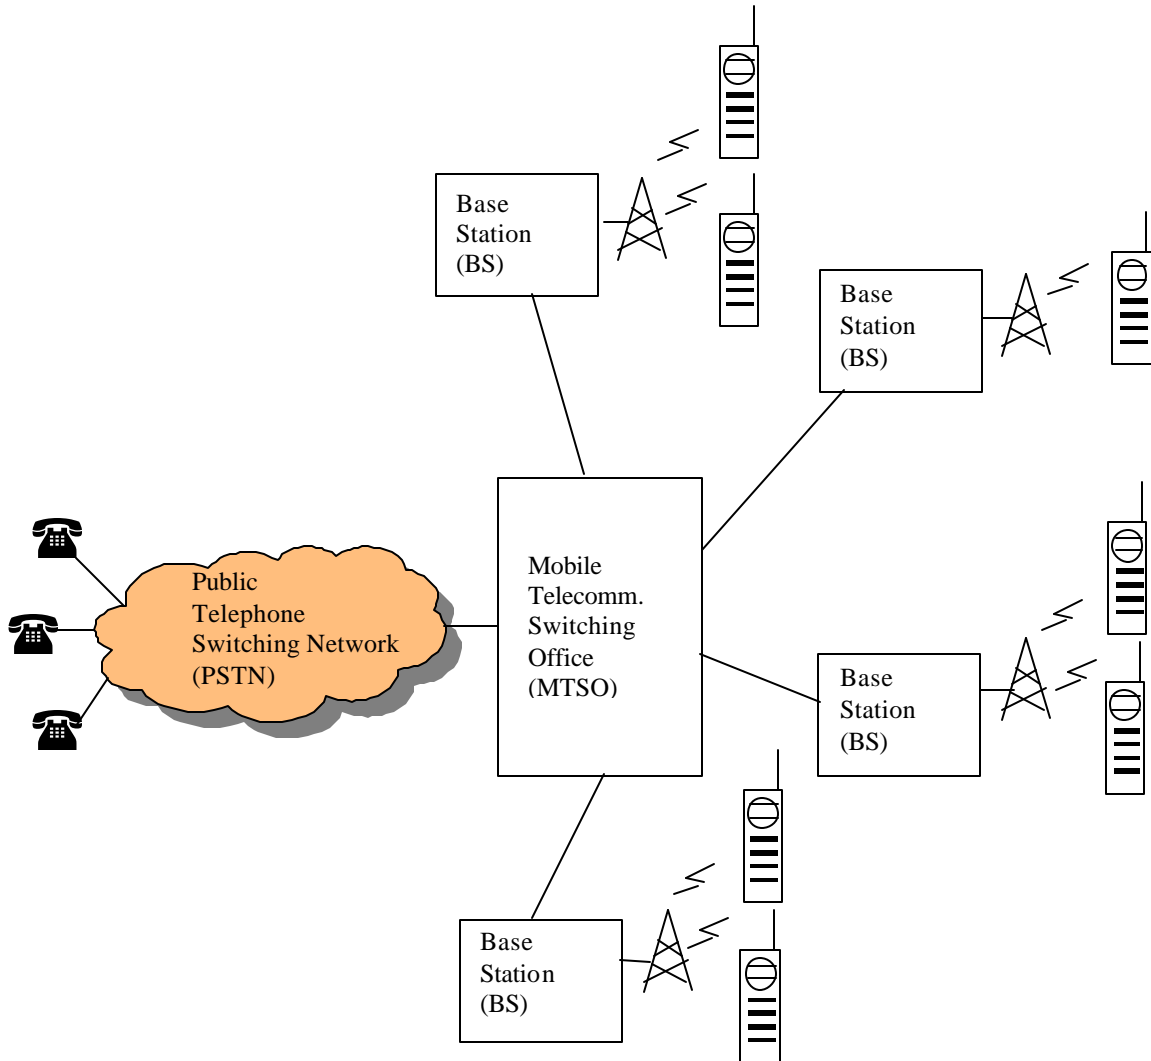 Base
Station
(BS)
Base
Station
(BS)
Public
Telephone
Switching Network
(PSTN)
Mobile
Telecomm.
Switching
Office
(MTSO)
Base
Station
(BS)
Base
Station
(BS)